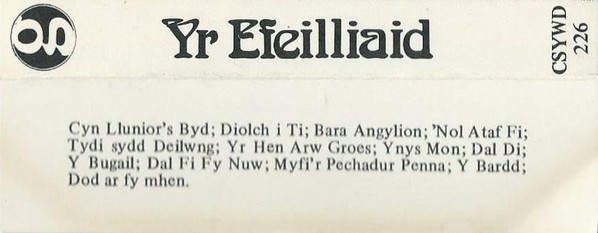 Yr Efeilliaid
CSYWD
226
Cyn Llunior's Byd; Diolch i Ti; Bara Angylion; 'Nol Ataf Fi;
Tydi sydd Deilwng; Yr Hen Arw Groes; Ynys Mon; Dal Di;
Y Bugail; Dal Fi Fy Nuw; Myfi'r Pechadur Penna; Y Bardd;
Dod ar fy mhen.